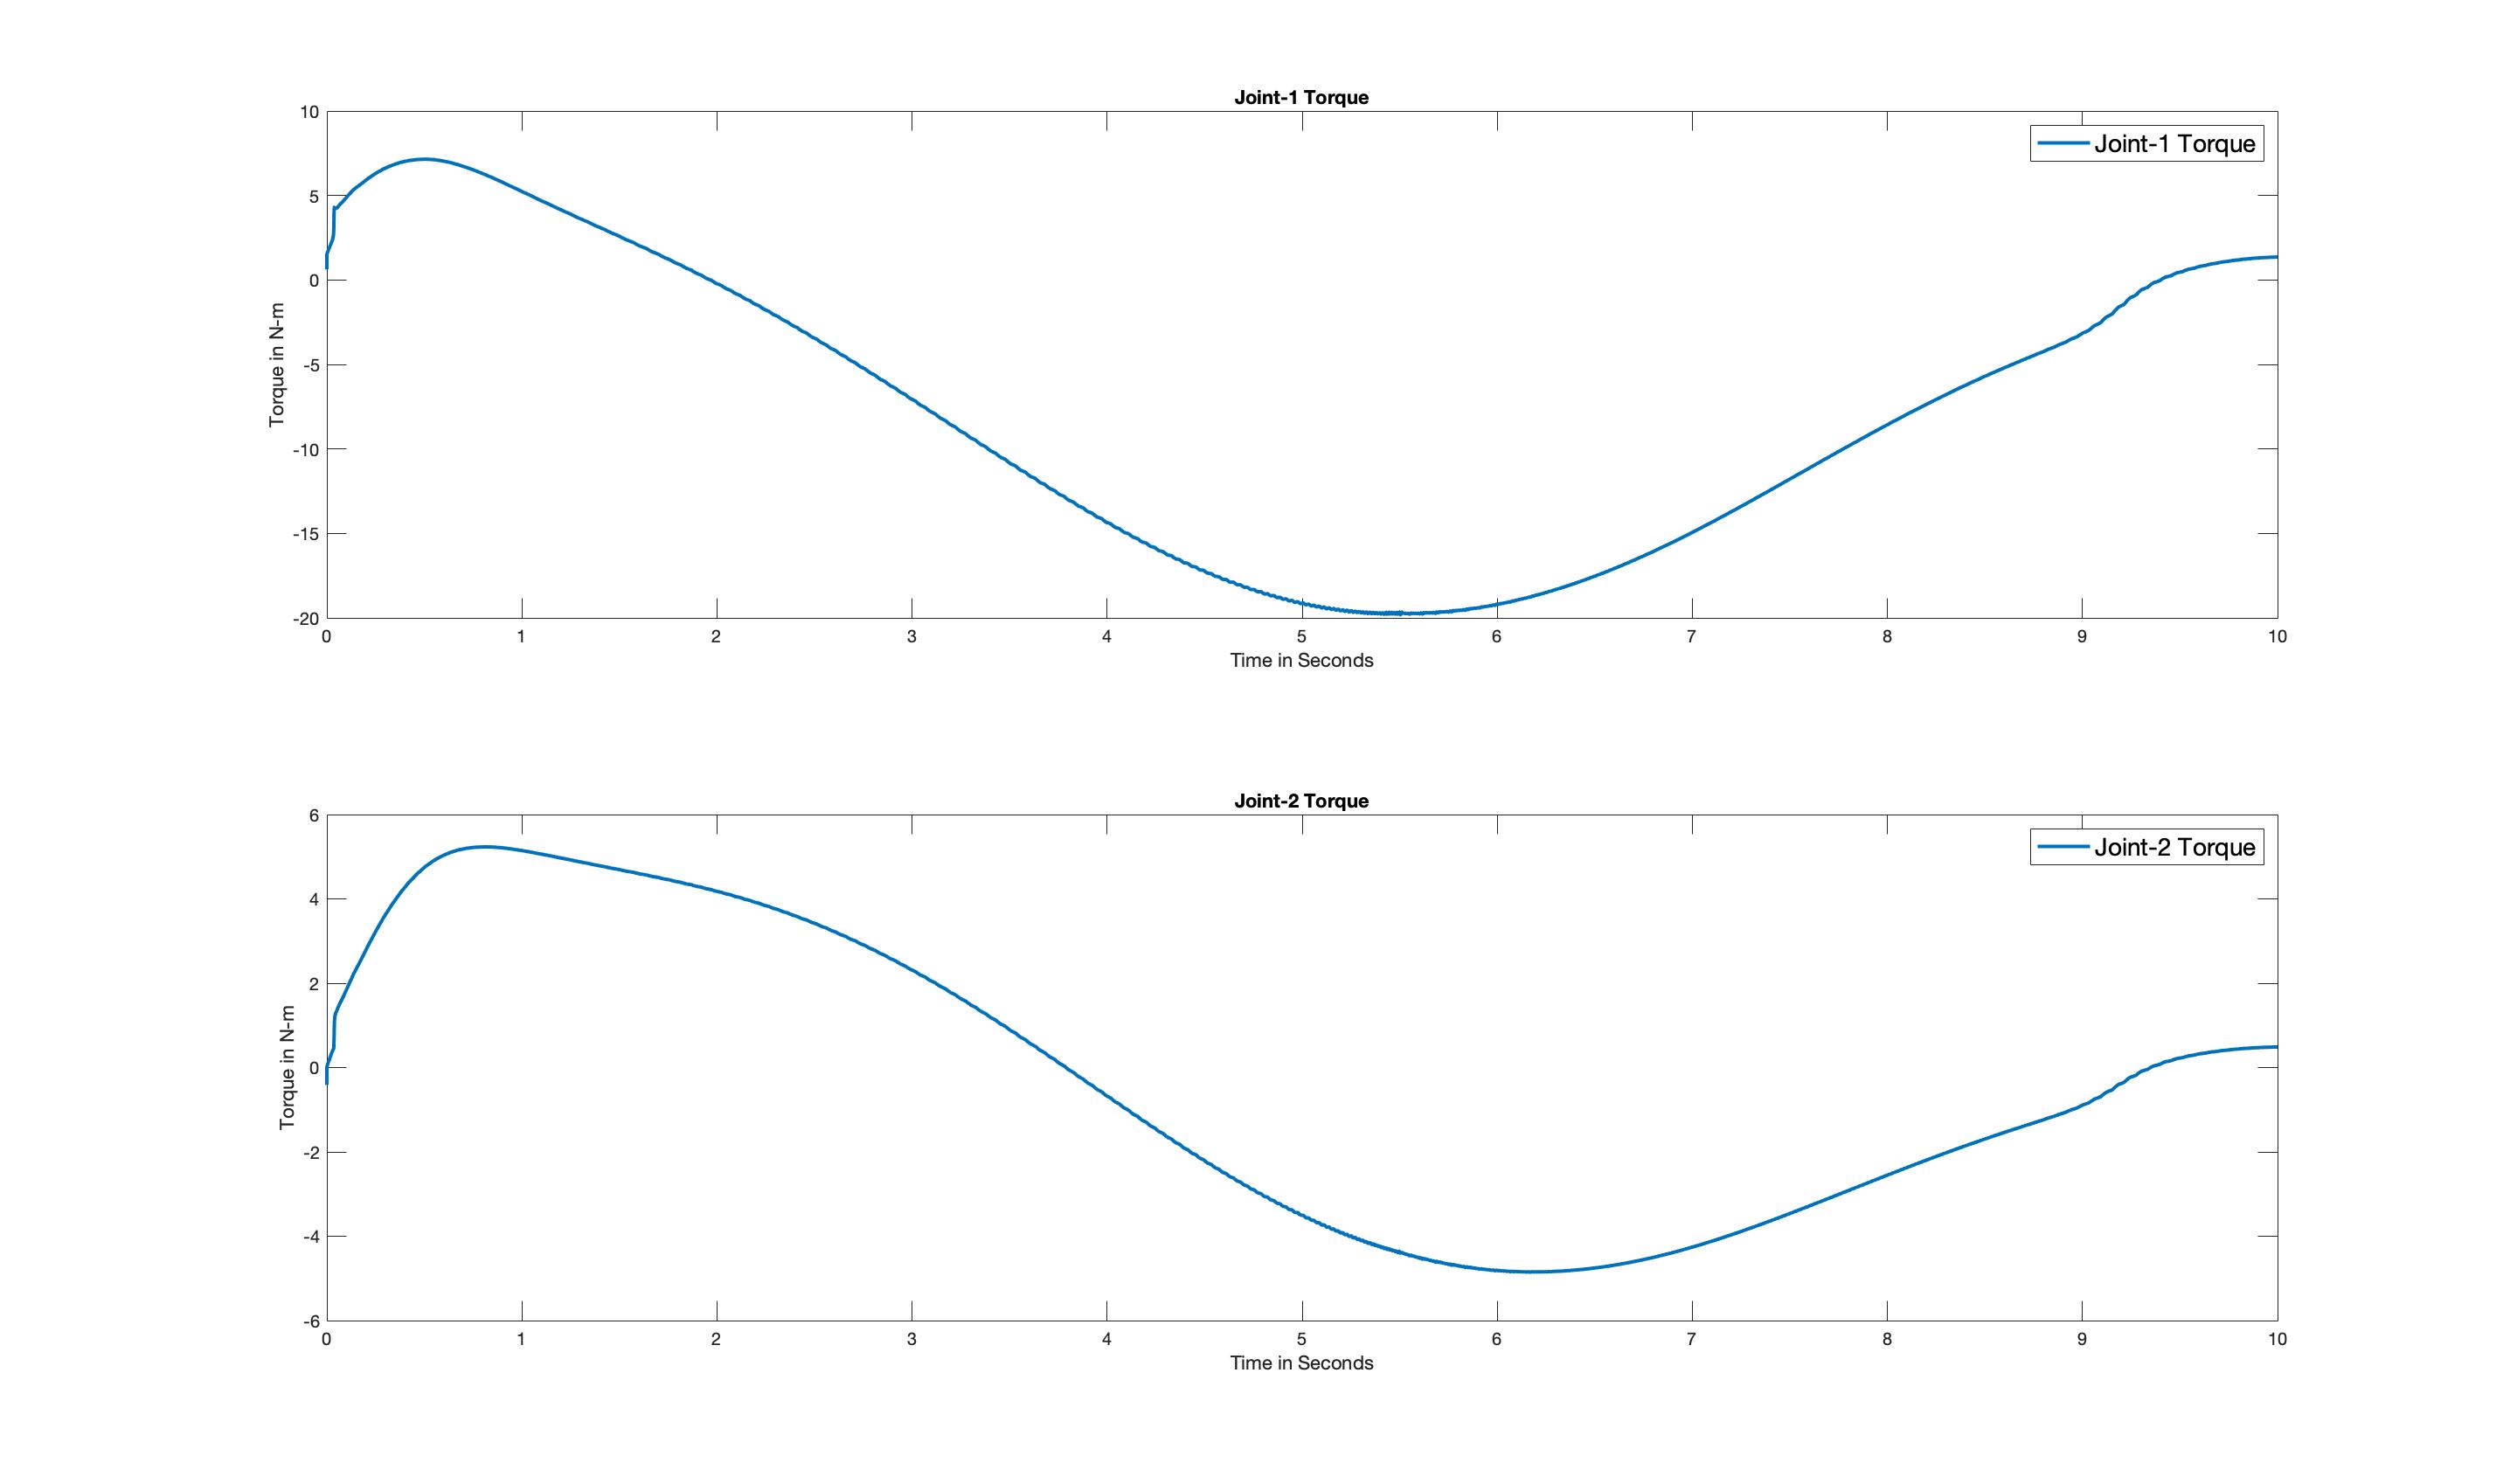 Joint-1 Torque
Joint-1 Torque
10
5
0
-5
-10
-15
-20
Torque in N-m
0 1 2 3 4 5 6 7 8 9 10
Time in Seconds
Joint-2 Torque
Joint-2 Torque
6
4
2
0
-2
-4
-6
Torque in N-m
0 1 2 3 4 5 6 7 8 9 10
Time in Seconds